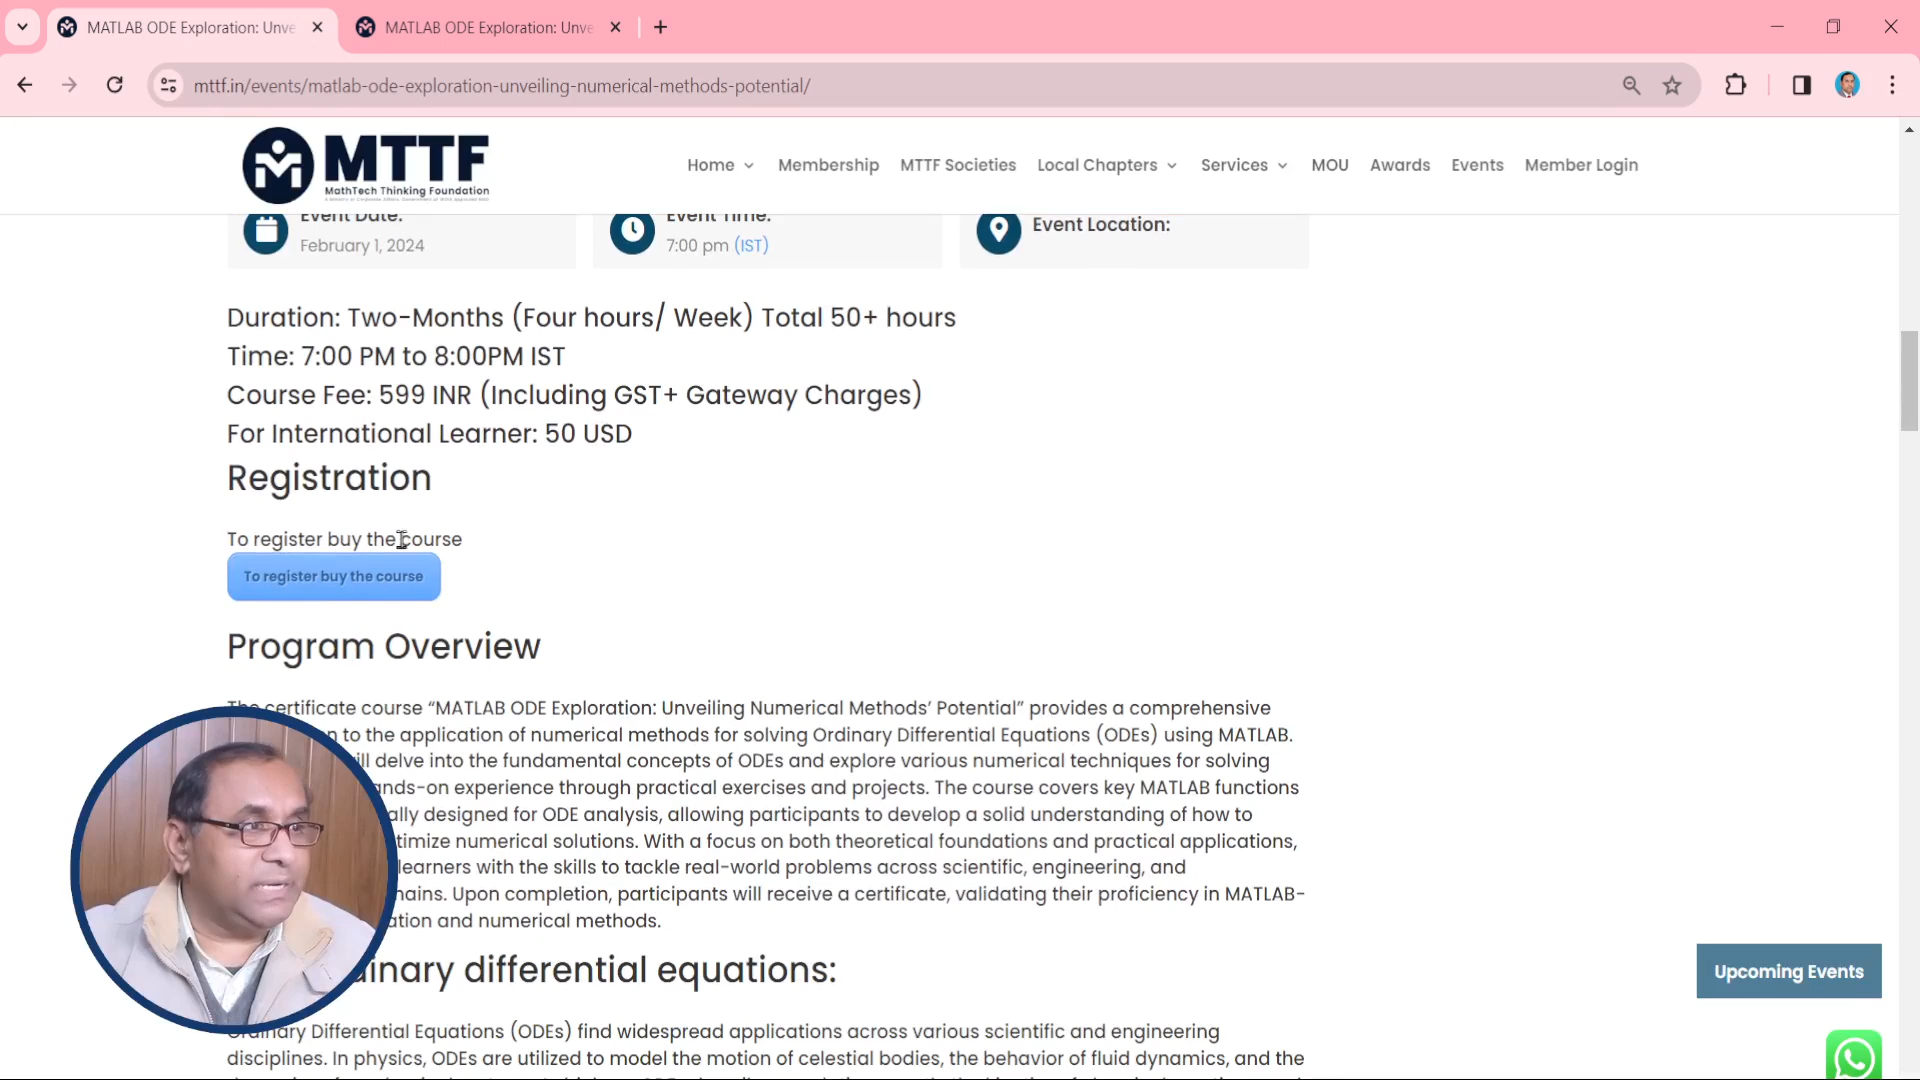 MATLAB ODE Exploration: Unve
MATLAB ODE Exploration: Unve
mttf.in/events/matlab-ode-exploration-unveiling-numerical-methods-potential/
MTTF
MathTech Thinking Foundation
Home
Membership
MTTF Societies
Local Chapters
Services
MOU
Awards
Events
Member Login
Event Date:
February 1, 2024
Event Time:
7:00 pm (IST)
Event Location:
Duration: Two-Months (Four hours/ Week) Total 50+ hours
Time: 7:00 PM to 8:00PM IST
Course Fee: 599 INR (Including GST+ Gateway Charges)
For International Learner: 50 USD
Registration
To register buy the course
To register buy the course
Program Overview
The certificate course “MATLAB ODE Exploration: Unveiling Numerical Methods’ Potential” provides a comprehensive
to the application of numerical methods for solving Ordinary Differential Equations (ODEs) using MATLAB.
delve into the fundamental concepts of ODEs and explore various numerical techniques for solving
experience through practical exercises and projects. The course covers key MATLAB functions
designed for ODE analysis, allowing participants to develop a solid understanding of how to
numerical solutions. With a focus on both theoretical foundations and practical applications,
learners with the skills to tackle real-world problems across scientific, engineering, and
Upon completion, participants will receive a certificate, validating their proficiency in MATLAB-
and numerical methods.
differential equations:
Ordinary Differential Equations (ODEs) find widespread applications across various scientific and engineering
disciplines. In physics, ODEs are utilized to model the motion of celestial bodies, the behavior of fluid dynamics, and the
Upcoming Events